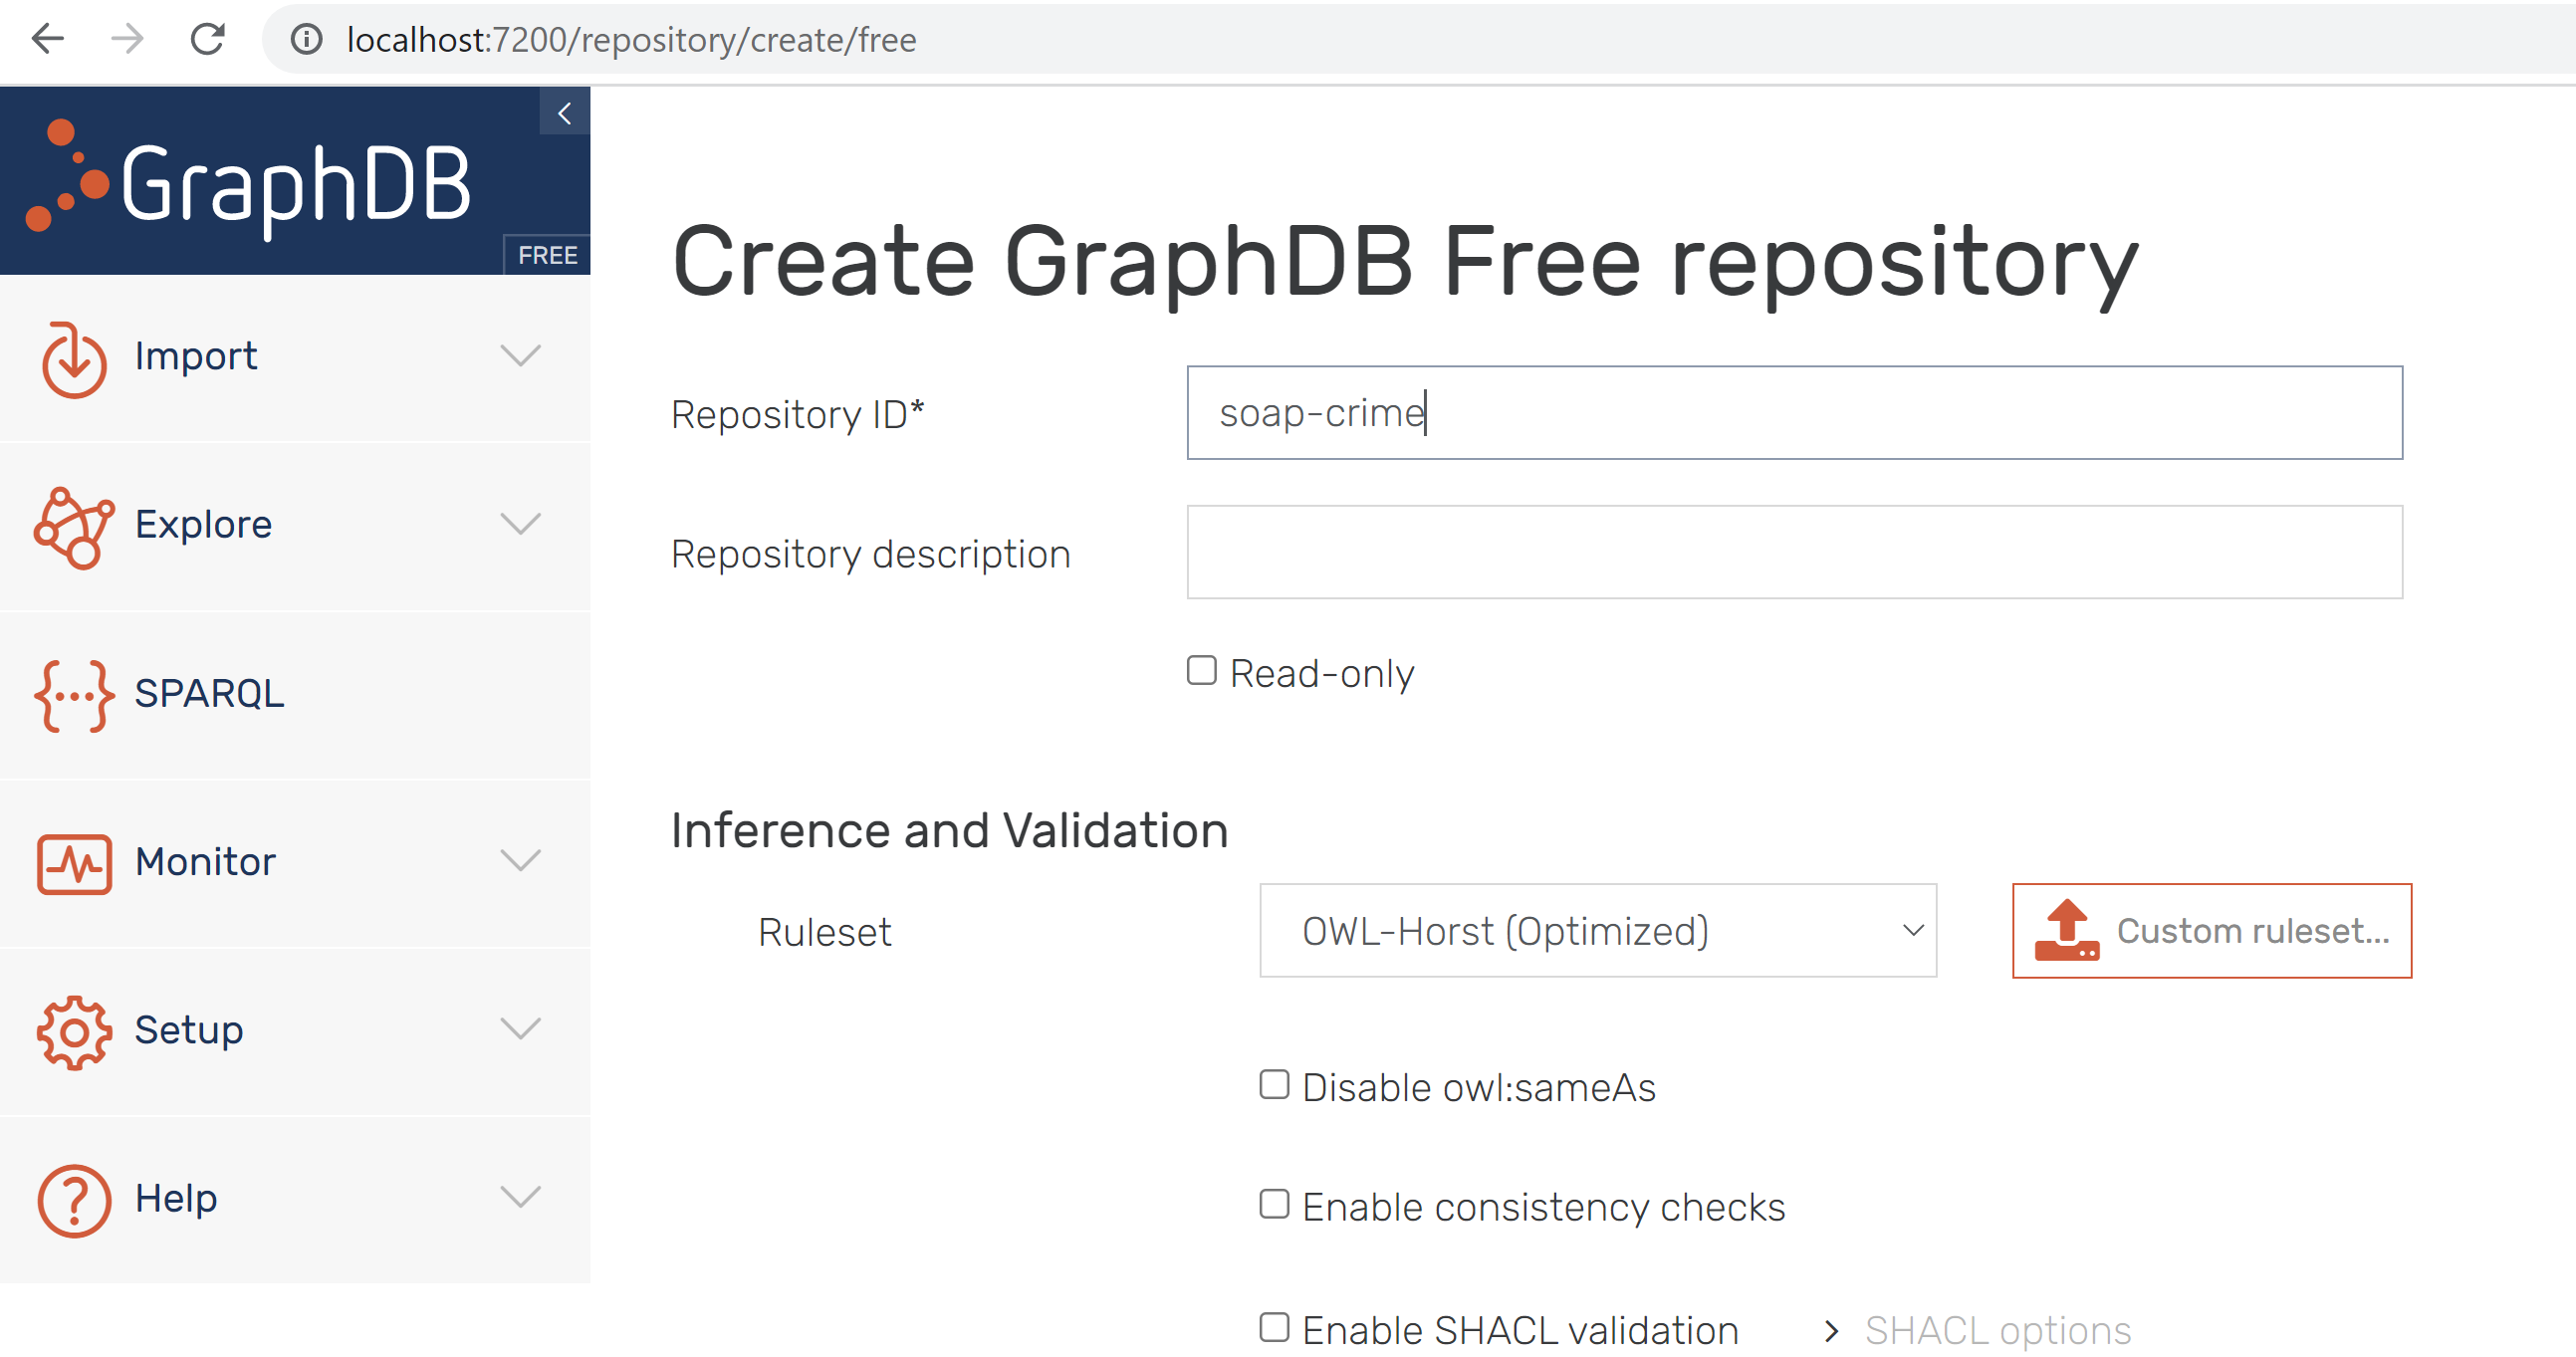 localhost:7200/repository/create/free
GraphDB
FREE
Import
Explore
SPARQL
Monitor
Setup
Help
Create GraphDB Free repository
Repository ID* soap-crime
Repository description
Read-only
Inference and Validation
Ruleset OWL-Horst (Optimized) Custom ruleset...
Disable owl:sameAs
Enable consistency checks
Enable SHACL validation SHACL options